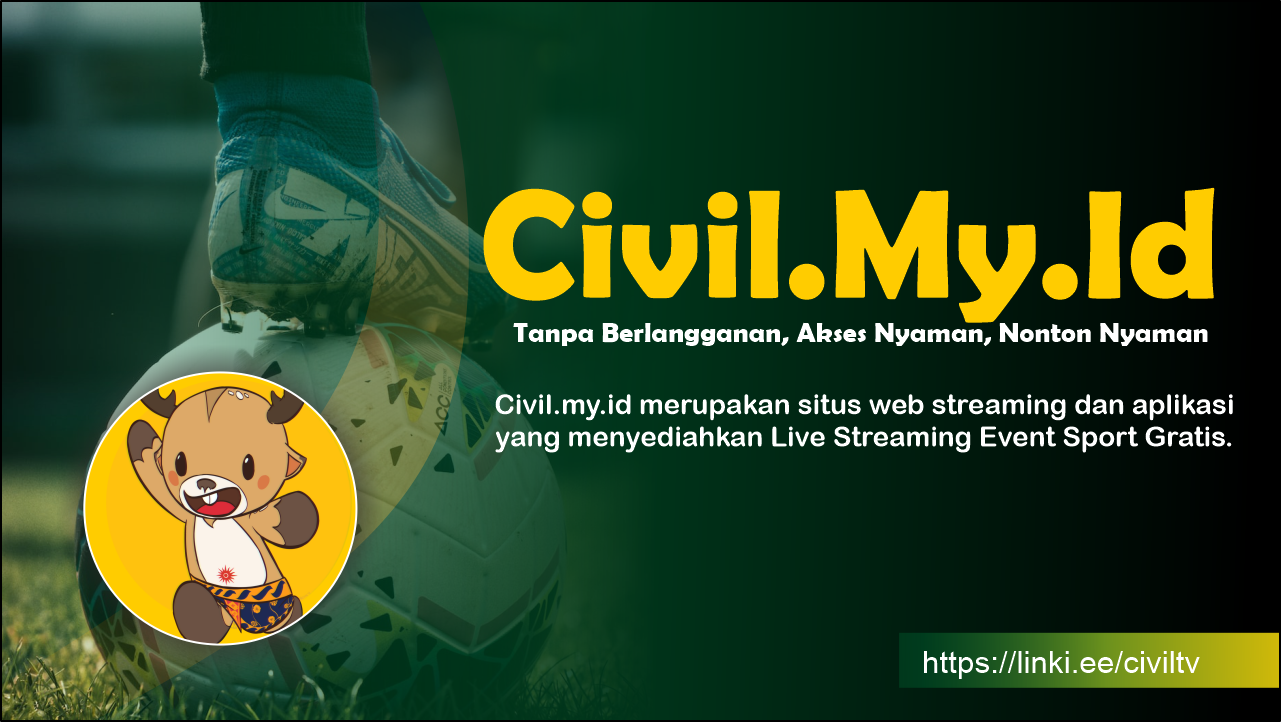 Civil.My.Id
Tanpa Berlangganan, Akses Nyaman, Nonton Nyaman
Civil.my.id merupakan situs web streaming dan aplikasi
yang menyediahkan Live Streaming Event Sport Gratis.
https://linki.ee/civiltv